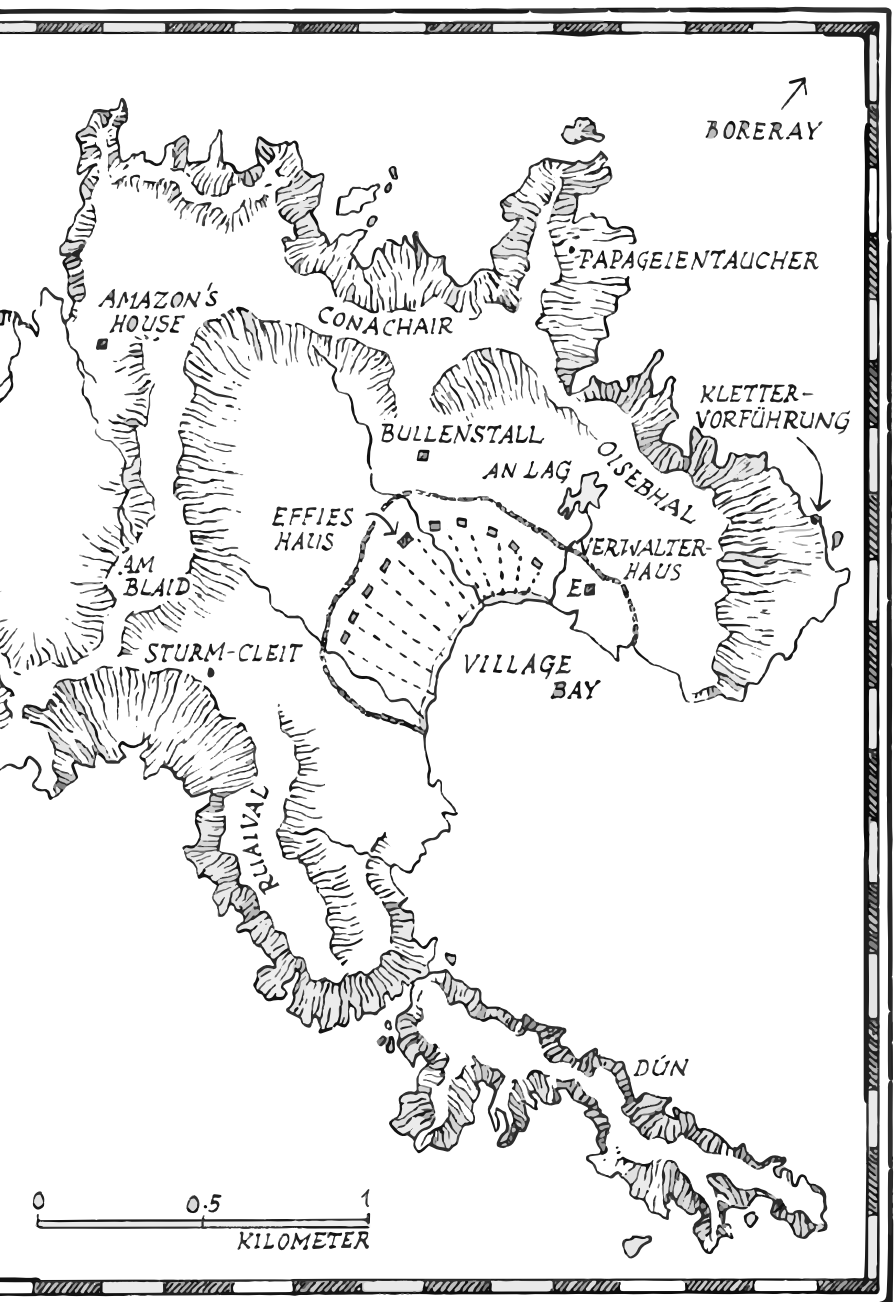 BORERAY
PAPAGEIENTAUCHER
AMAZON'S
HOUSE
CONACHAIR
KLETTER-
VORFÜHRUNG
BULLENSTALL
OISEBHAL
AN LAG
EFFIES
HAUS
VERWALTER-
HAUS
AM
BLAID
E
STURM-CLEIT
VILLAGE
BAY
RUAIVAL
DÚN
0 0.5 1
KILOMETER